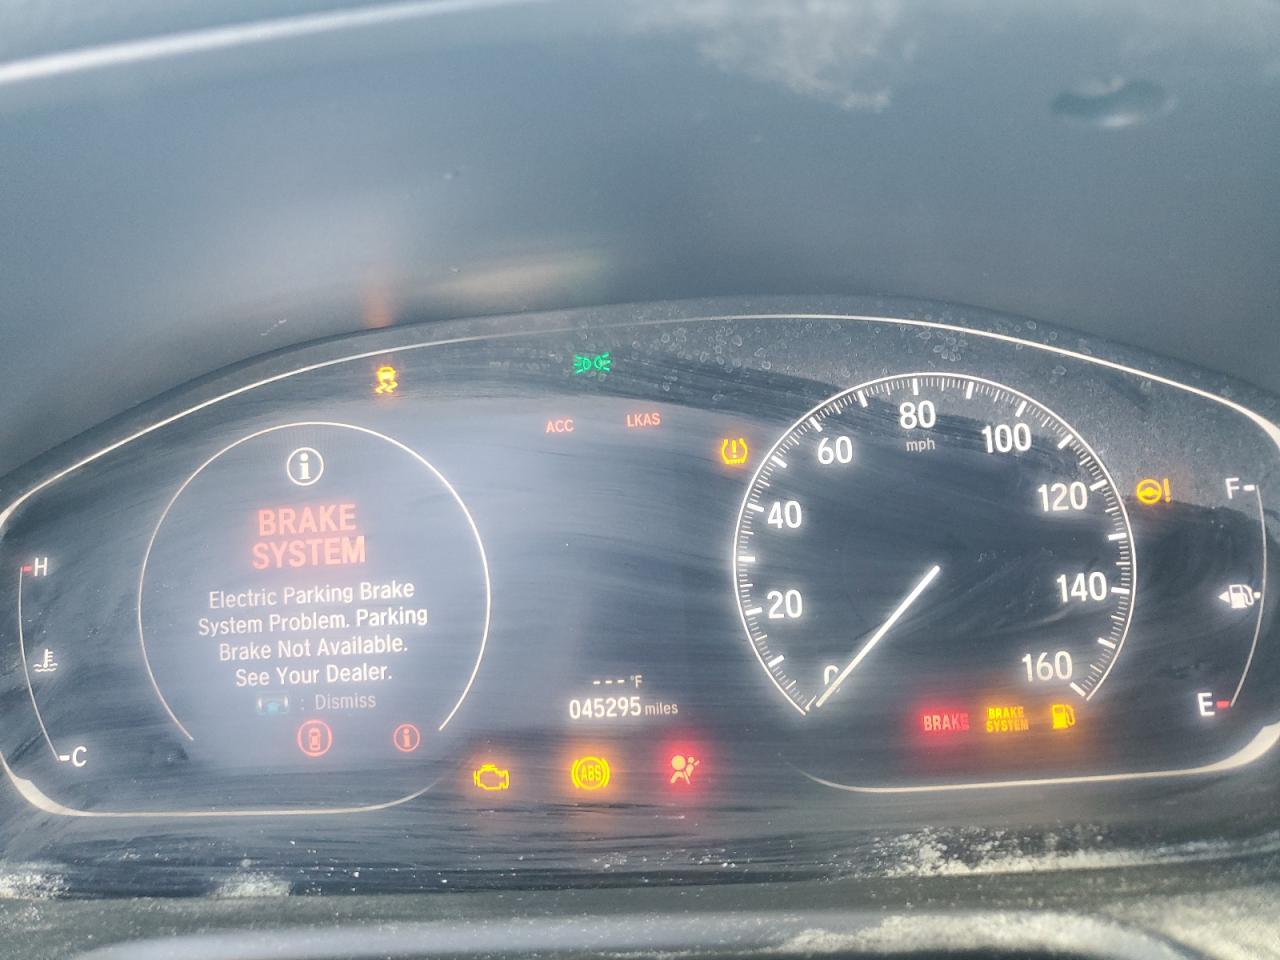 ACC
LKAS
80
mph
60
100
40
120
20
140
0
160
F
E
H
C
i
BRAKE
SYSTEM
Electric Parking Brake
System Problem. Parking
Brake Not Available.
See Your Dealer.
: Dismiss
i
---°F
045295 miles
ABS
BRAKE
BRAKE
SYSTEM